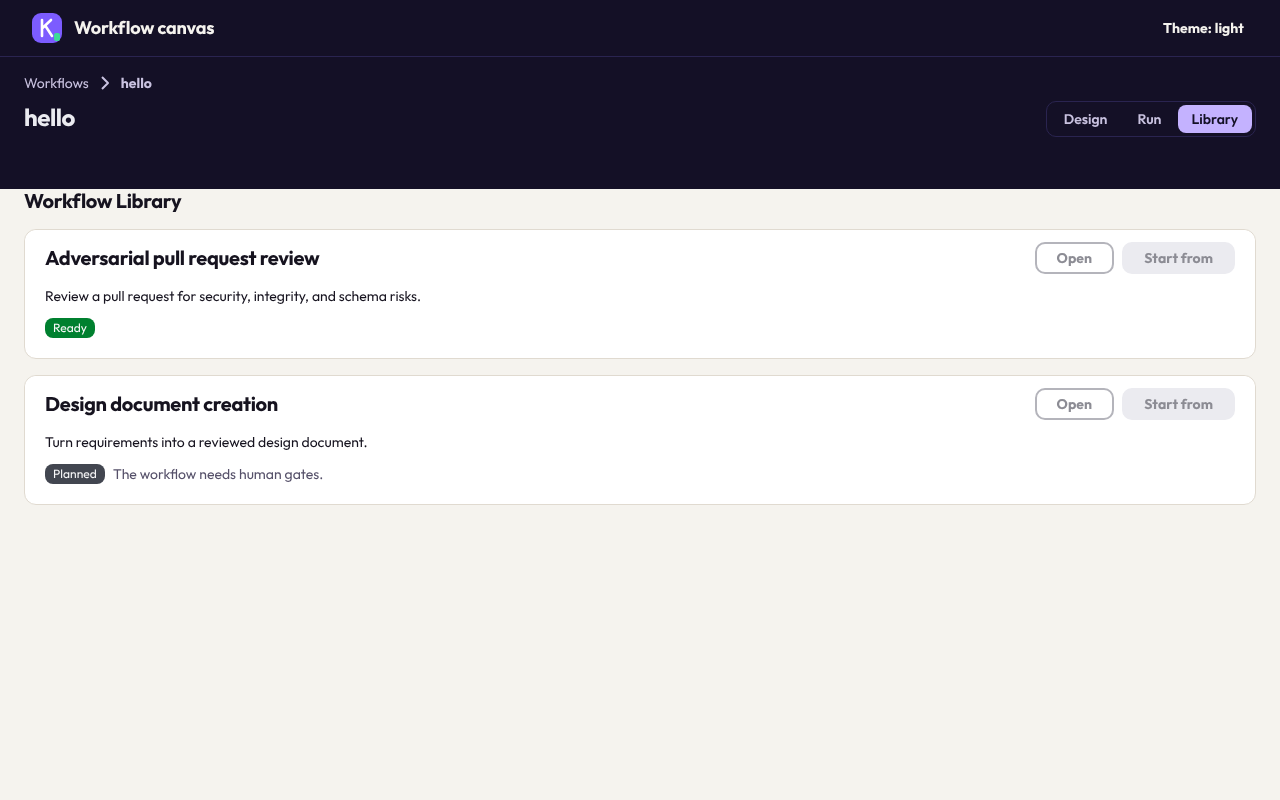 K
Workflow canvas
Theme: light
Workflows
hello
hello
Design
Run
Library
Workflow Library
Adversarial pull request review
Open
Start from
Review a pull request for security, integrity, and schema risks.
Ready
Design document creation
Open
Start from
Turn requirements into a reviewed design document.
Planned
The workflow needs human gates.